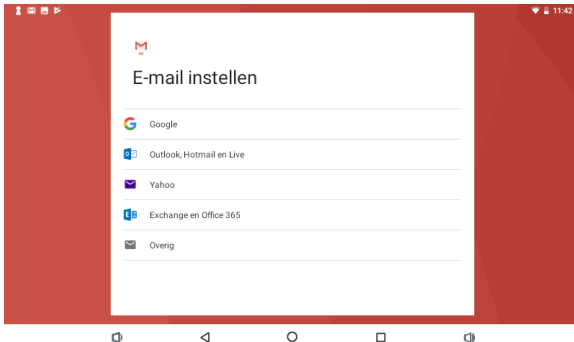 11:42
E-mail instellen
Google
Outlook, Hotmail en Live
Yahoo
Exchange en Office 365
Overig